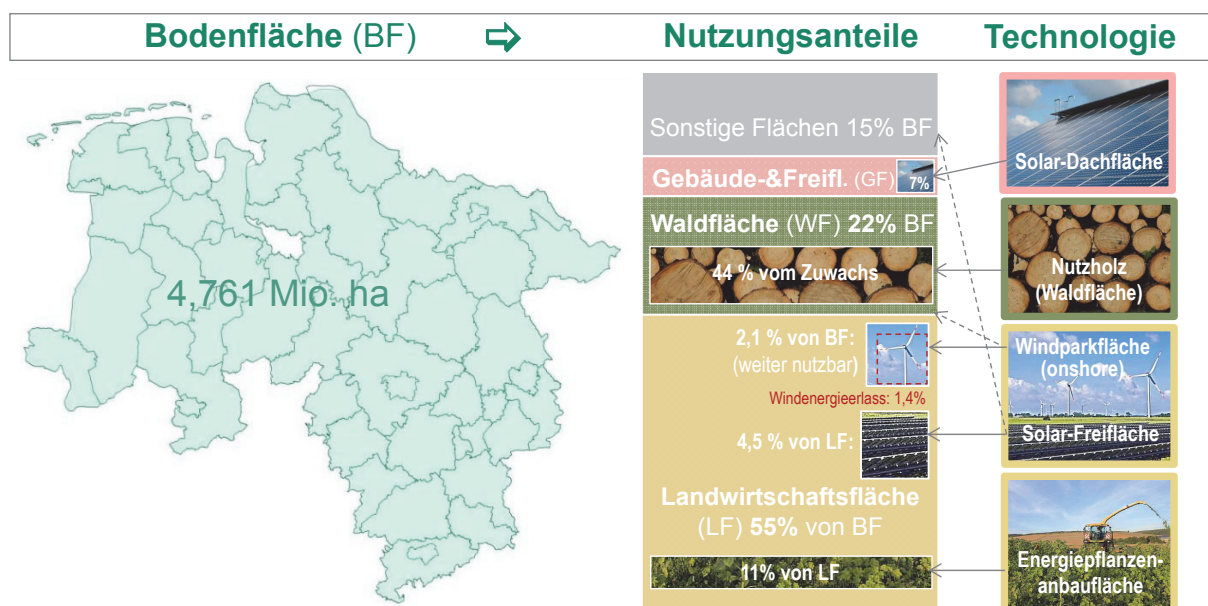 Bodenfläche (BF) ⇨ Nutzungsanteile Technologie
4,761 Mio. ha
Sonstige Flächen 15% BF
Gebäude-&Freifl. (GF)
7%
Waldfläche (WF) 22% BF
44 % vom Zuwachs
2,1 % von BF:
(weiter nutzbar)
Windenergieerlass: 1,4%
4,5 % von LF:
Landwirtschaftsfläche
(LF) 55% von BF
11% von LF
Solar-Dachfläche
Nutzholz
(Waldfläche)
Windparkfläche
(onshore)
Solar-Freifläche
Energiepflanzen-
anbaufläche